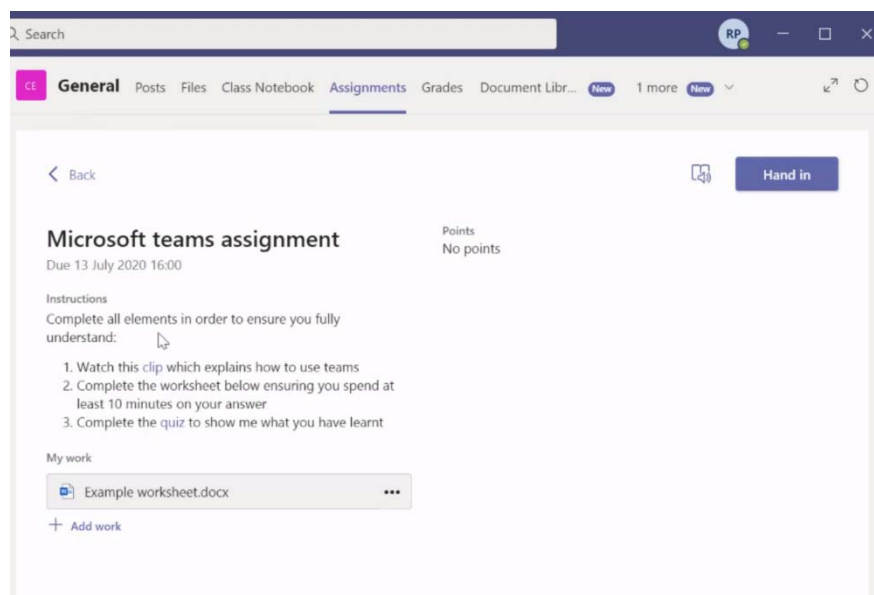 Search
RP
CE General Posts Files Class Notebook Assignments Grades Document Libr... New 1 more New
Back
Hand in
Microsoft teams assignment
Points
Due 13 July 2020 16:00
No points
Instructions
Complete all elements in order to ensure you fully
understand:
1. Watch this clip which explains how to use teams
2. Complete the worksheet below ensuring you spend at
least 10 minutes on your answer
3. Complete the quiz to show me what you have learnt
My work
Example worksheet.docx
Add work